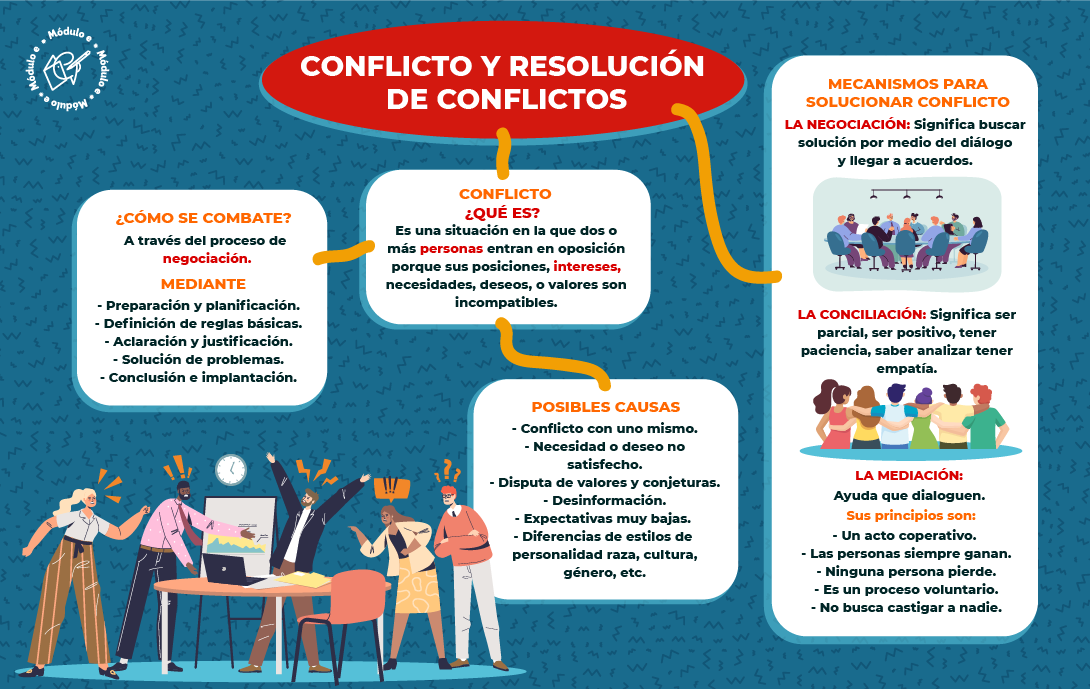 Módulo e • Módulo e • Módulo e • Módulo e •
CONFLICTO Y RESOLUCIÓN
DE CONFLICTOS
¿CÓMO SE COMBATE?
A través del proceso de
negociación.
MEDIANTE
- Preparación y planificación.
- Definición de reglas básicas.
- Aclaración y justificación.
- Solución de problemas.
- Conclusión e implantación.
CONFLICTO
¿QUÉ ES?
Es una situación en la que dos o
más personas entran en oposición
porque sus posiciones, intereses,
necesidades, deseos, o valores son
incompatibles.
POSIBLES CAUSAS
- Conflicto con uno mismo.
- Necesidad o deseo no
satisfecho.
- Disputa de valores y conjeturas.
- Desinformación.
- Expectativas muy bajas.
- Diferencias de estilos de
personalidad raza, cultura,
género, etc.
MECANISMOS PARA
SOLUCIONAR CONFLICTO
LA NEGOCIACIÓN: Significa buscar
solución por medio del diálogo
y llegar a acuerdos.
LA CONCILIACIÓN: Significa ser
parcial, ser positivo, tener
paciencia, saber analizar tener
empatía.
LA MEDIACIÓN:
Ayuda que dialoguen.
Sus principios son:
- Un acto coperativo.
- Las personas siempre ganan.
- Ninguna persona pierde.
- Es un proceso voluntario.
- No busca castigar a nadie.